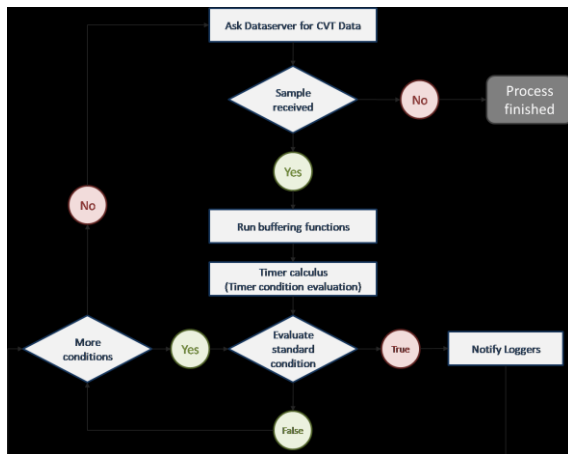 Ask Dataserver for CVT Data
Sample
received
No
Process
finished
Yes
No
Run buffering functions
Timer calculus
(Timer condition evaluation)
More
conditions
Yes
Evaluate
standard
condition
True
Notify Loggers
False